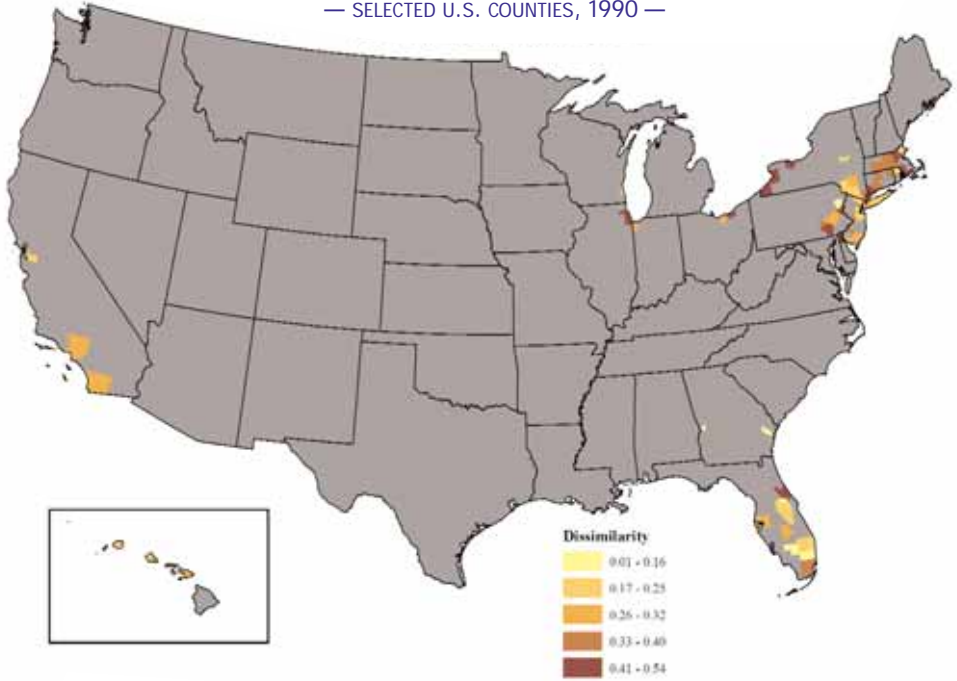 — SELECTED U.S. COUNTIES, 1990 —
Dissimilarity
0.01 - 0.16
0.17 - 0.25
0.26 - 0.32
0.33 - 0.40
0.41 - 0.54